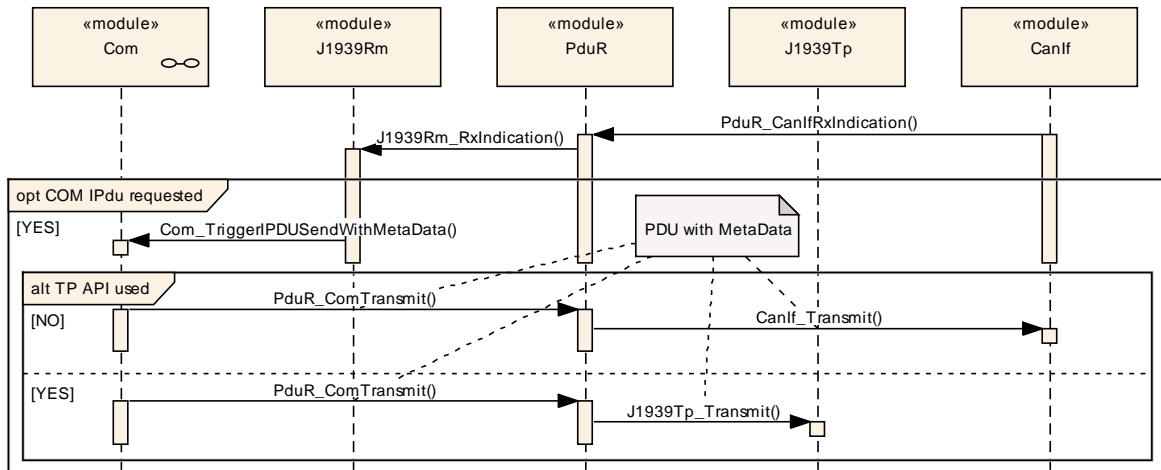 «module»
Com
«module»
J1939Rm
«module»
PduR
«module»
J1939Tp
«module»
CanIf
PduR_CanIfRxIndication()
J1939Rm_RxIndication()
opt COM IPdu requested
[YES]
Com_TriggerIPDUSendWithMetaData()
PDU with MetaData
alt TP API used
[NO]
PduR_ComTransmit()
CanIf_Transmit()
[YES]
PduR_ComTransmit()
J1939Tp_Transmit()